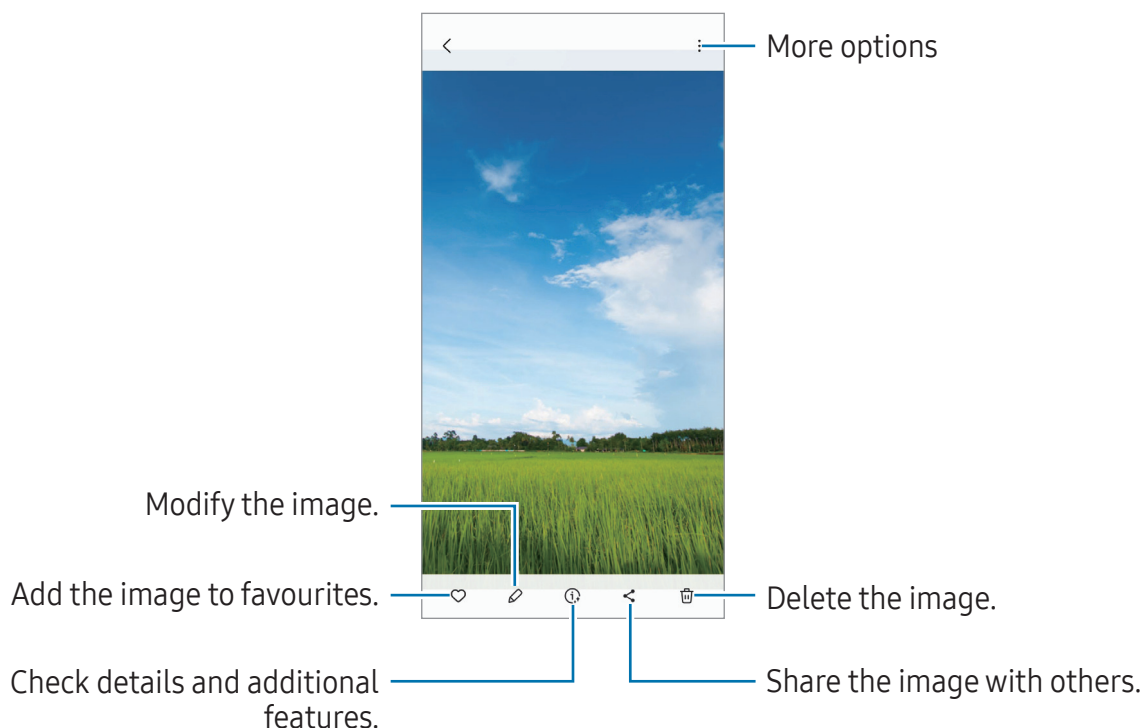 More options
Modify the image.
Add the image to favourites.
Delete the image.
Check details and additional
features.
Share the image with others.